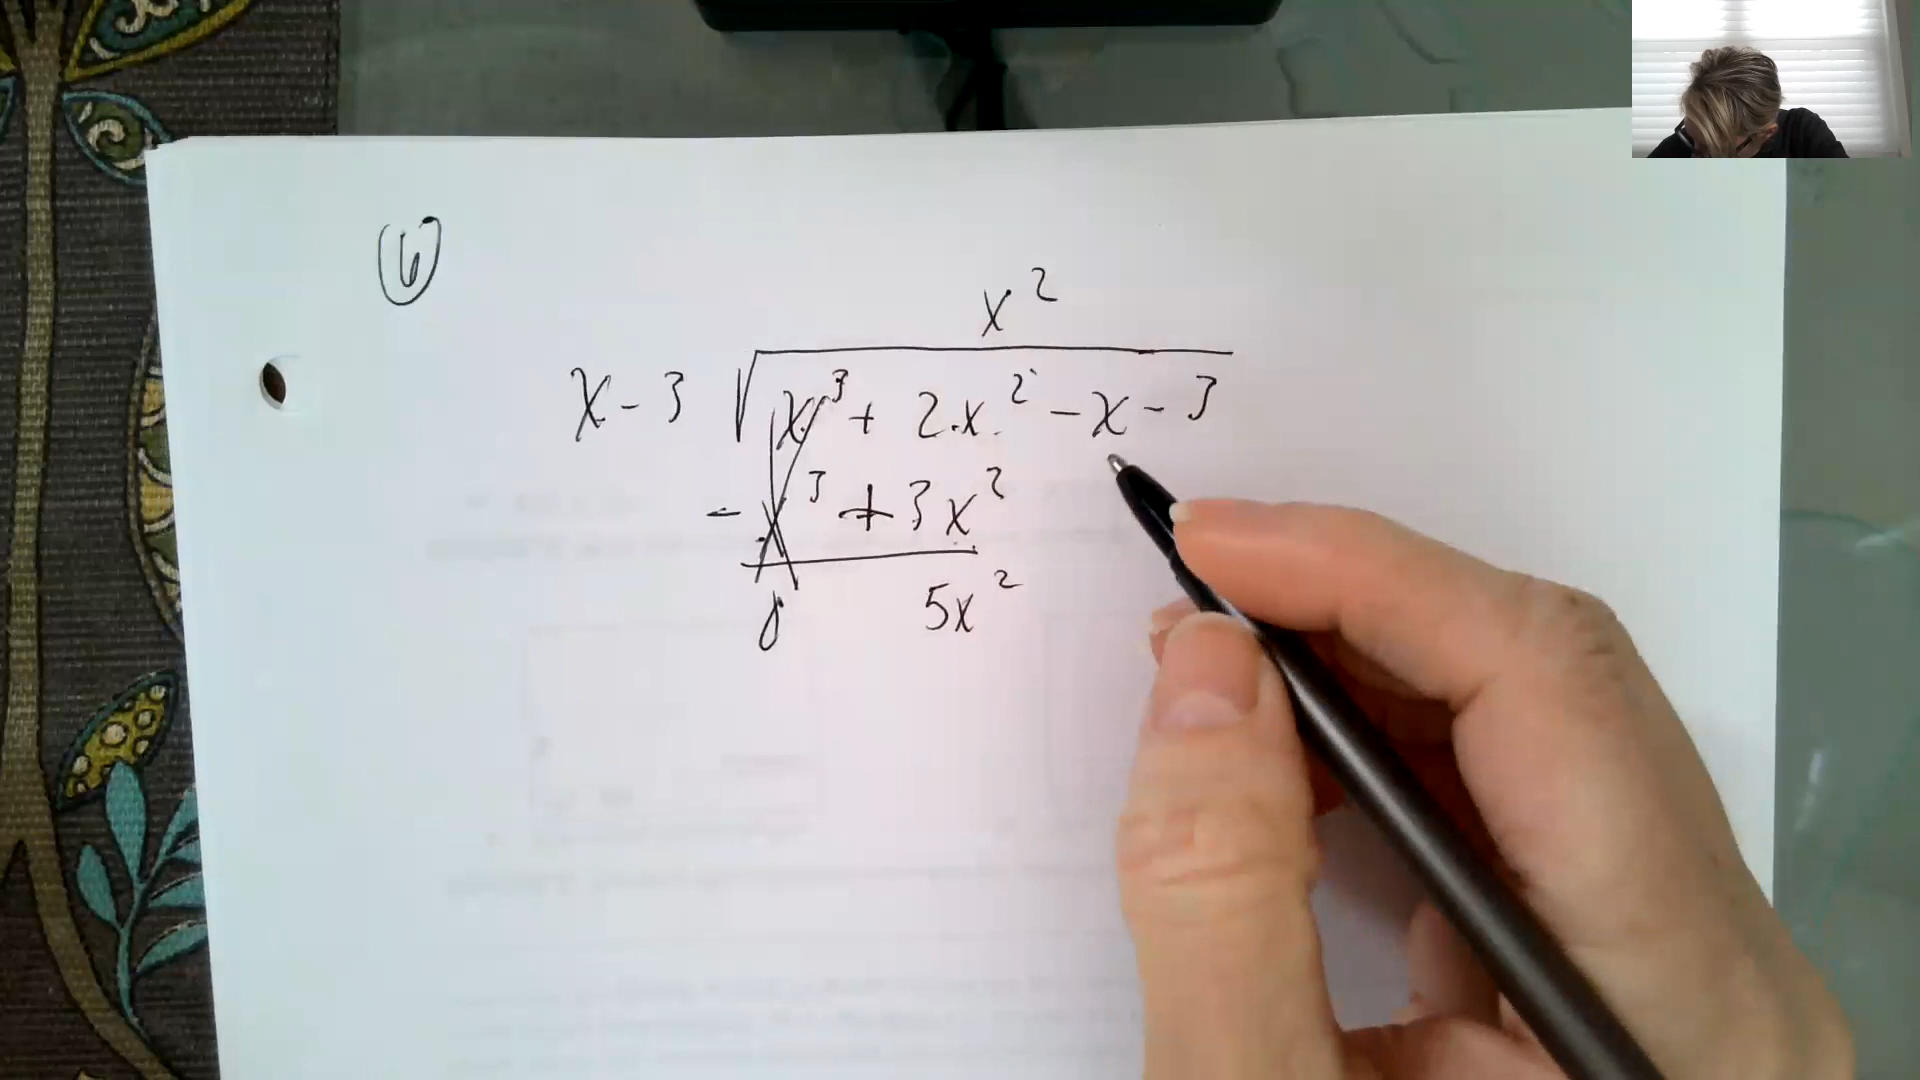 6
x²
x - 3 √ x³ + 2x² - x - 3
- x³ + 3x²
0 5x²